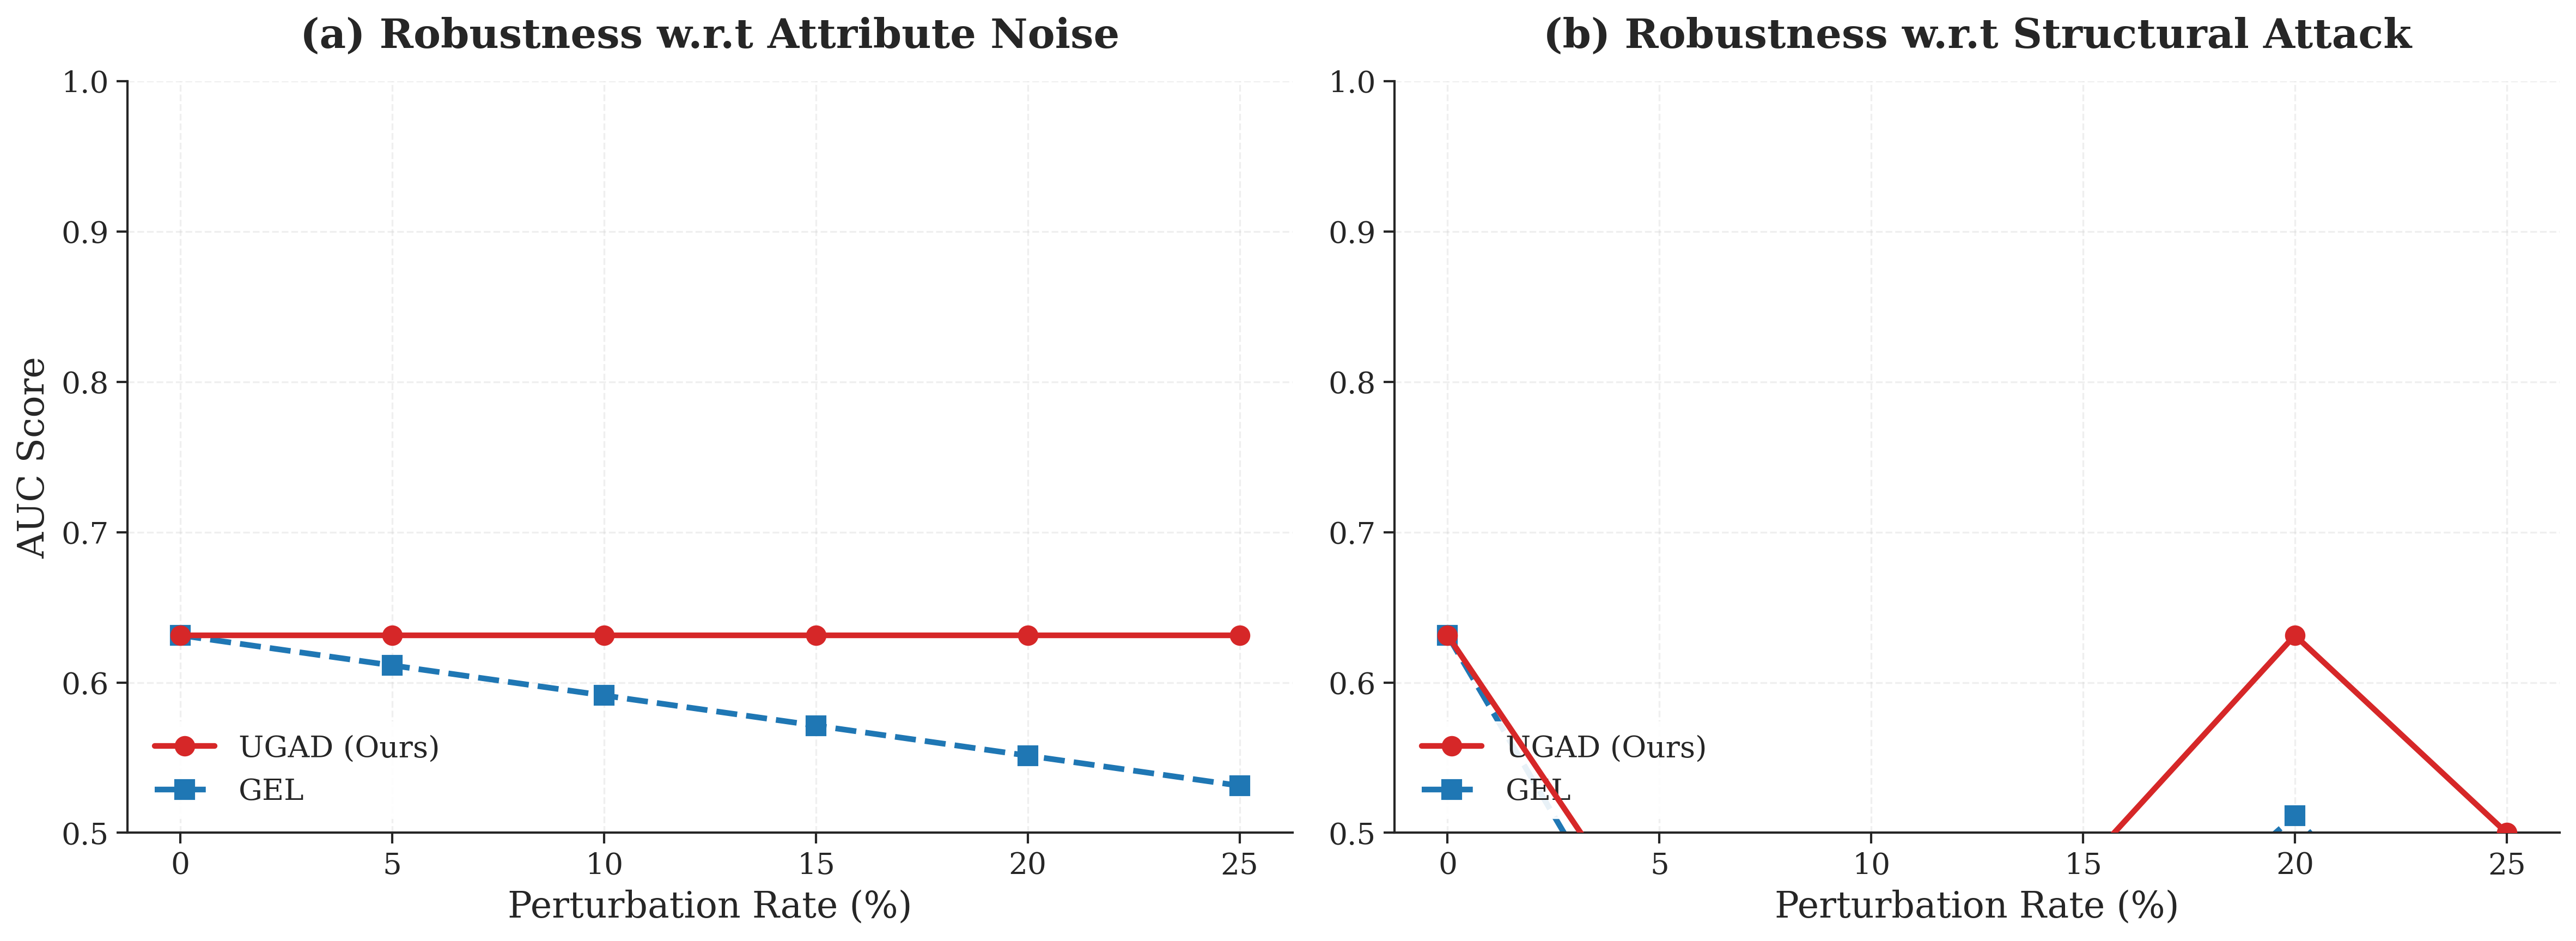 (a) Robustness w.r.t Attribute Noise
AUC Score
1.0
0.9
0.8
0.7
0.6
0.5
UGAD (Ours)
GEL
0 5 10 15 20 25
Perturbation Rate (%)
(b) Robustness w.r.t Structural Attack
1.0
0.9
0.8
0.7
0.6
0.5
UGAD (Ours)
GEL
0 5 10 15 20 25
Perturbation Rate (%)